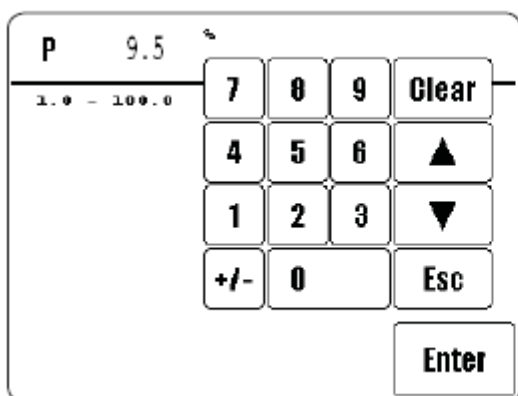 P 9.5 %
1.0 - 100.0
7 8 9 Clear
4 5 6 ▲
1 2 3 ▼
+/- 0 Esc
Enter